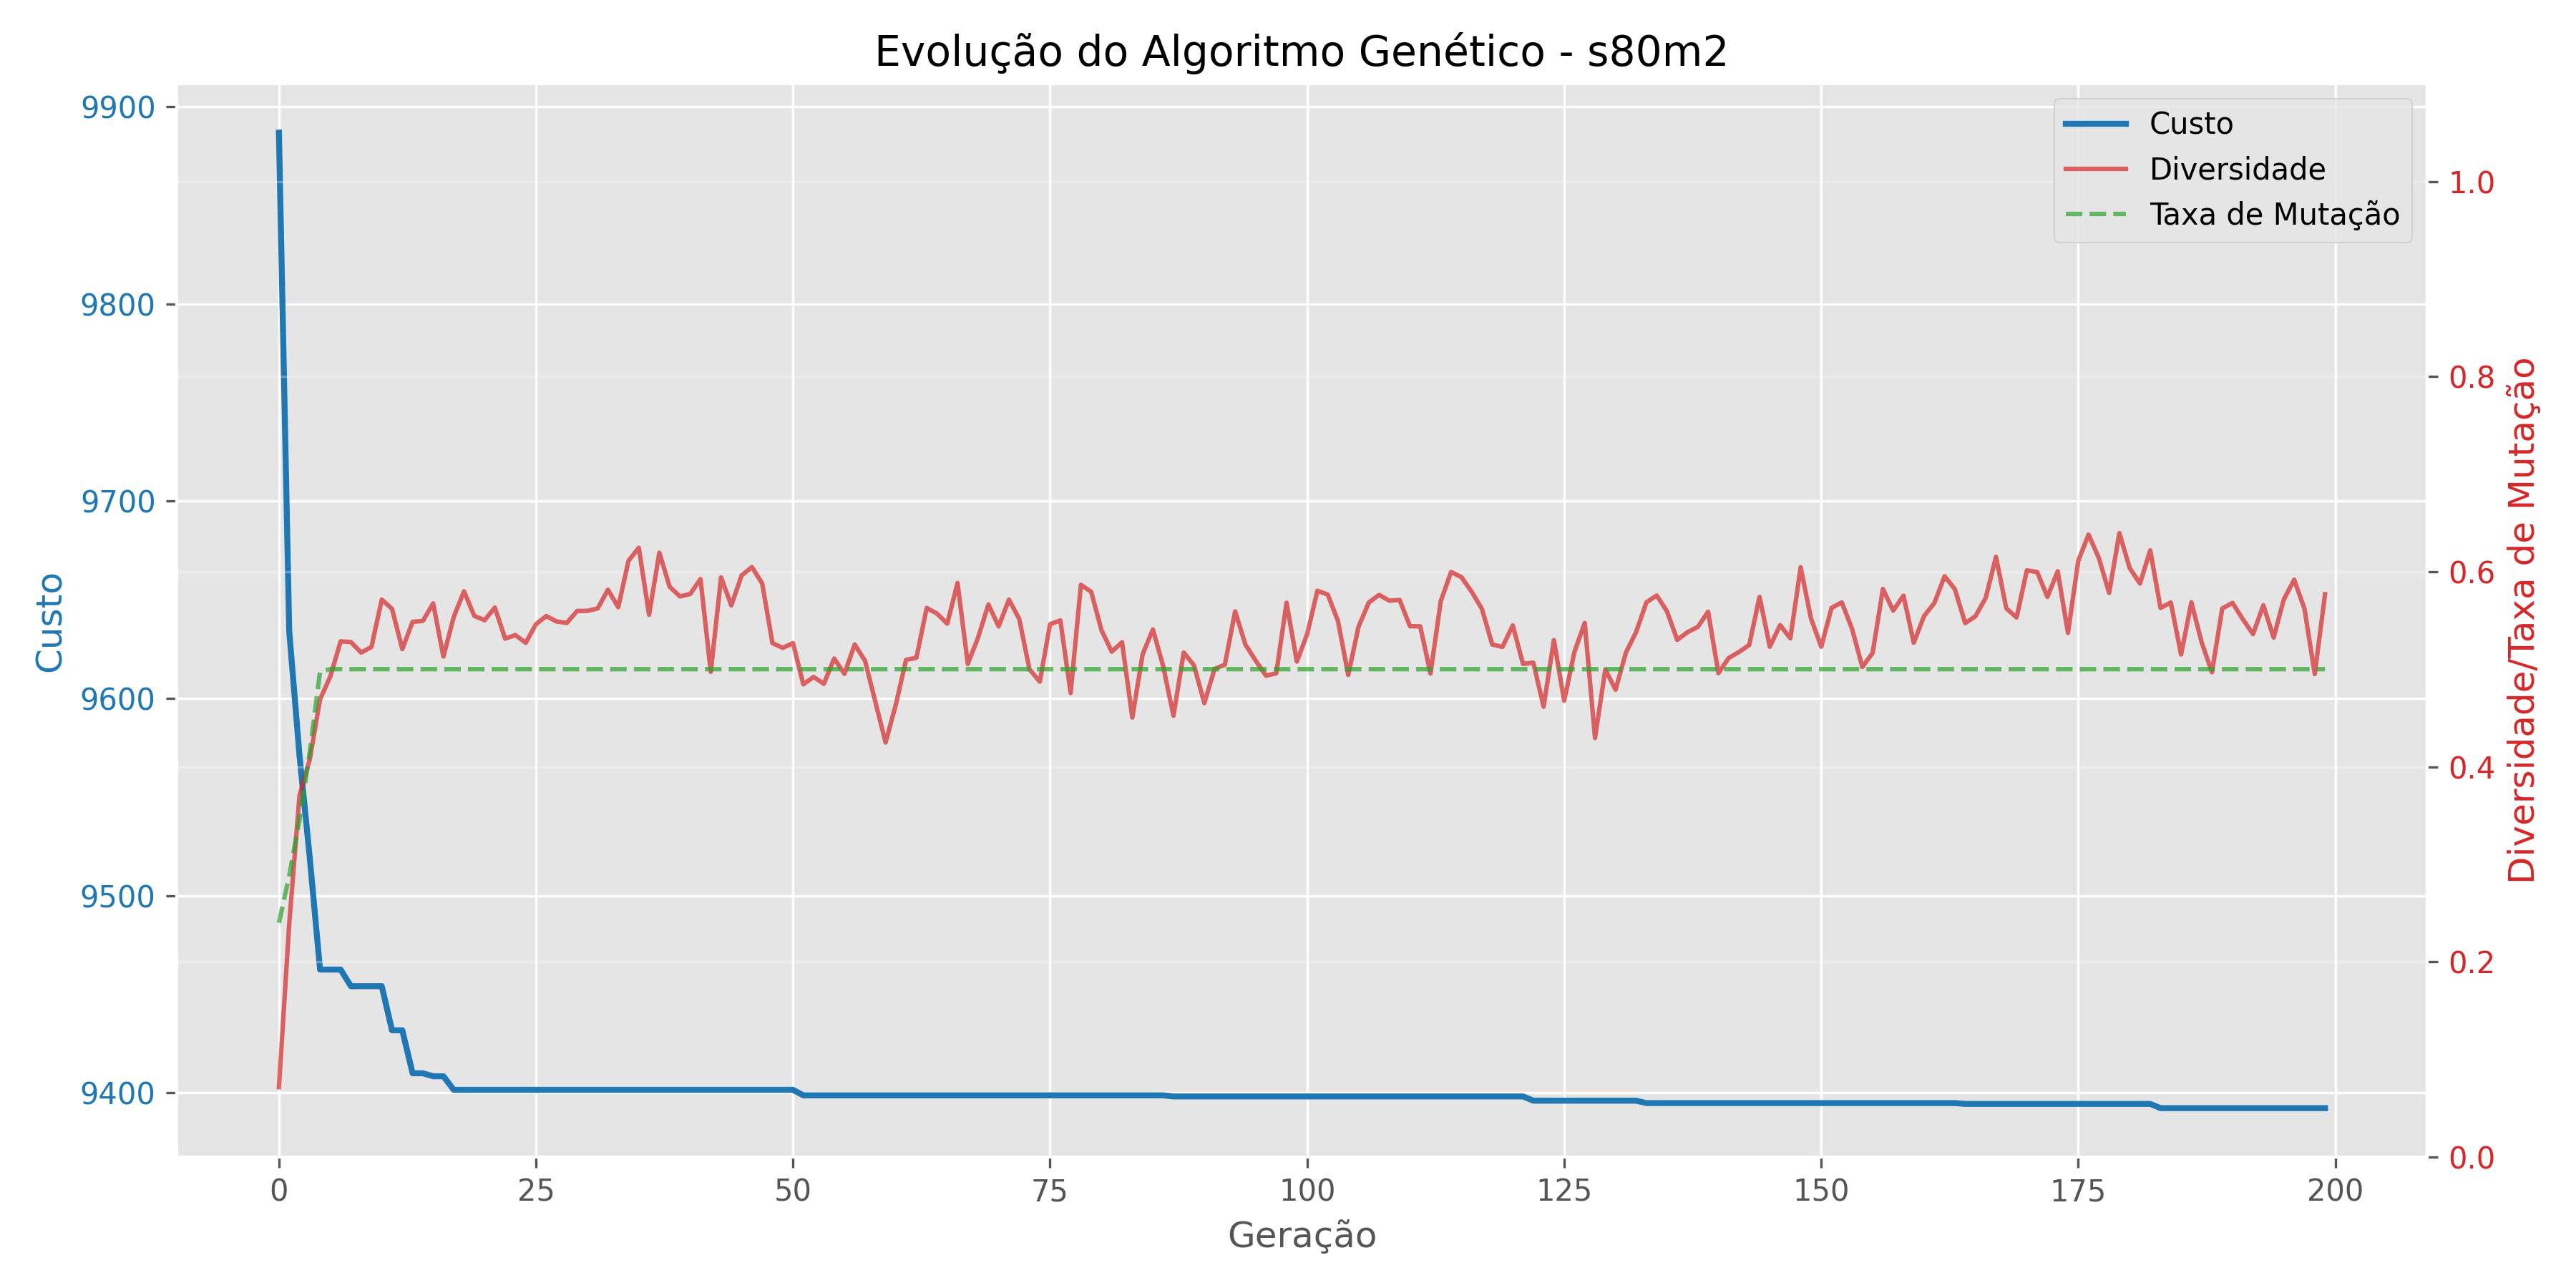 Evolução do Algoritmo Genético - s80m2
9900
9800
9700
9600
9500
9400
Custo
Custo
Diversidade
Taxa de Mutação
1.0
0.8
0.6
0.4
0.2
0.0
Diversidade/Taxa de Mutação
0 25 50 75 100 125 150 175 200
Geração